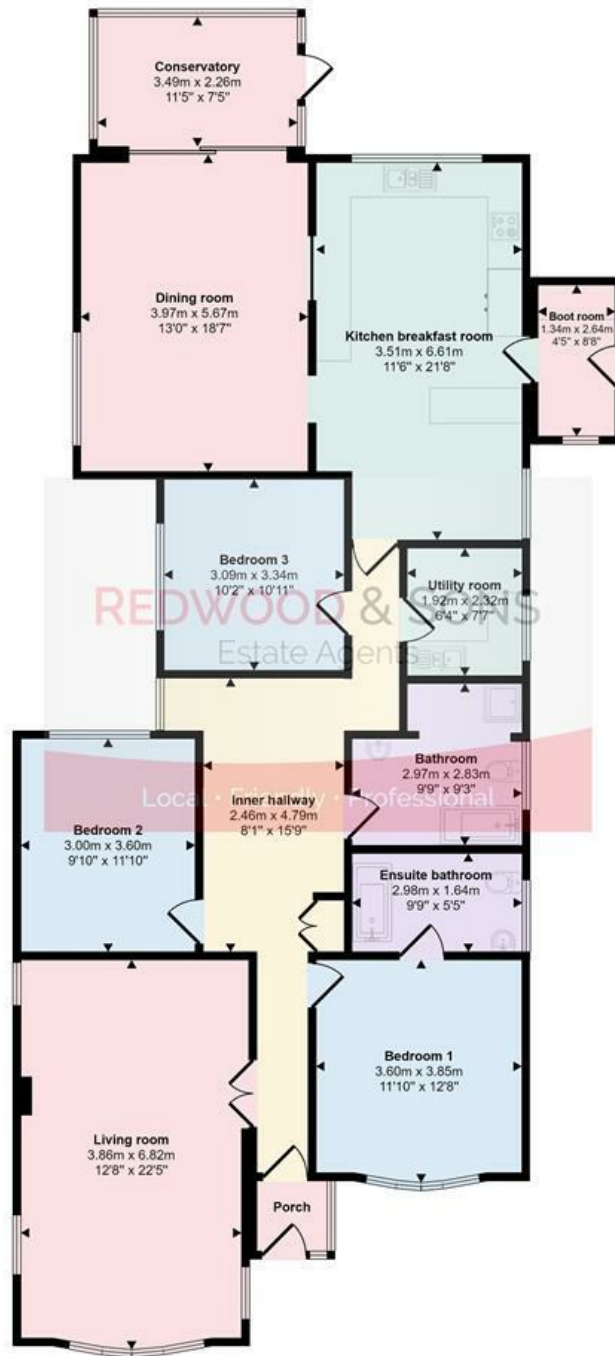 Conservatory
3.49m x 2.26m
11'5" x 7'5"
Dining room
3.97m x 5.67m
13'0" x 18'7"
Kitchen breakfast room
3.51m x 6.61m
11'6" x 21'8"
Boot room
1.34m x 2.64m
4'5" x 8'8"
Bedroom 3
3.09m x 3.34m
10'2" x 10'11"
Utility room
1.92m x 2.32m
6'4" x 7'7"
REDWOOD & SONS
Estate Agents
Bathroom
2.97m x 2.83m
9'9" x 9'3"
Local · Friendly · Professional
Inner hallway
2.46m x 4.79m
8'1" x 15'9"
Bedroom 2
3.00m x 3.60m
9'10" x 11'10"
Ensuite bathroom
2.98m x 1.64m
9'9" x 5'5"
Bedroom 1
3.60m x 3.85m
11'10" x 12'8"
Living room
3.86m x 6.82m
12'8" x 22'5"
Porch